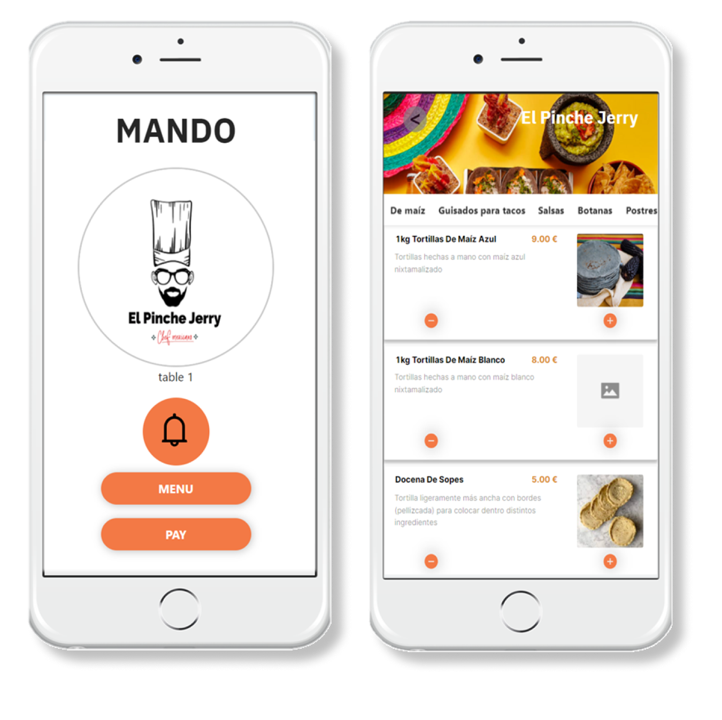 MANDO
El Pinche Jerry
Chef mexicano
table 1
MENU
PAY
<
El Pinche Jerry
De maíz Guisados para tacos Salsas Botanas Postres
1kg Tortillas De Maíz Azul 9.00 €
Tortillas hechas a mano con maíz azul
nixtamalizado
1kg Tortillas De Maíz Blanco 8.00 €
Tortillas hechas a mano con maíz blanco
nixtamalizado
Docena De Sopes 5.00 €
Tortilla ligeramente más ancha con bordes
(pellizcada) para colocar dentro distintos
ingredientes